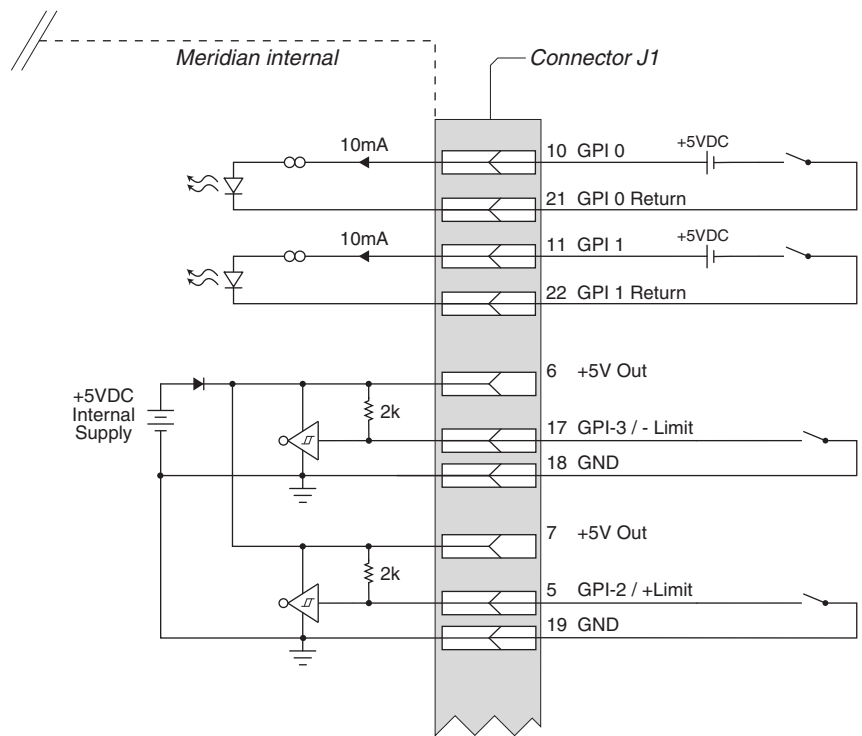 Meridian internal
Connector J1
10mA
10 GPI 0
+5VDC
21 GPI 0 Return
10mA
11 GPI 1
+5VDC
22 GPI 1 Return
6 +5V Out
+5VDC
Internal
Supply
2k
17 GPI-3 / - Limit
18 GND
7 +5V Out
2k
5 GPI-2 / +Limit
19 GND